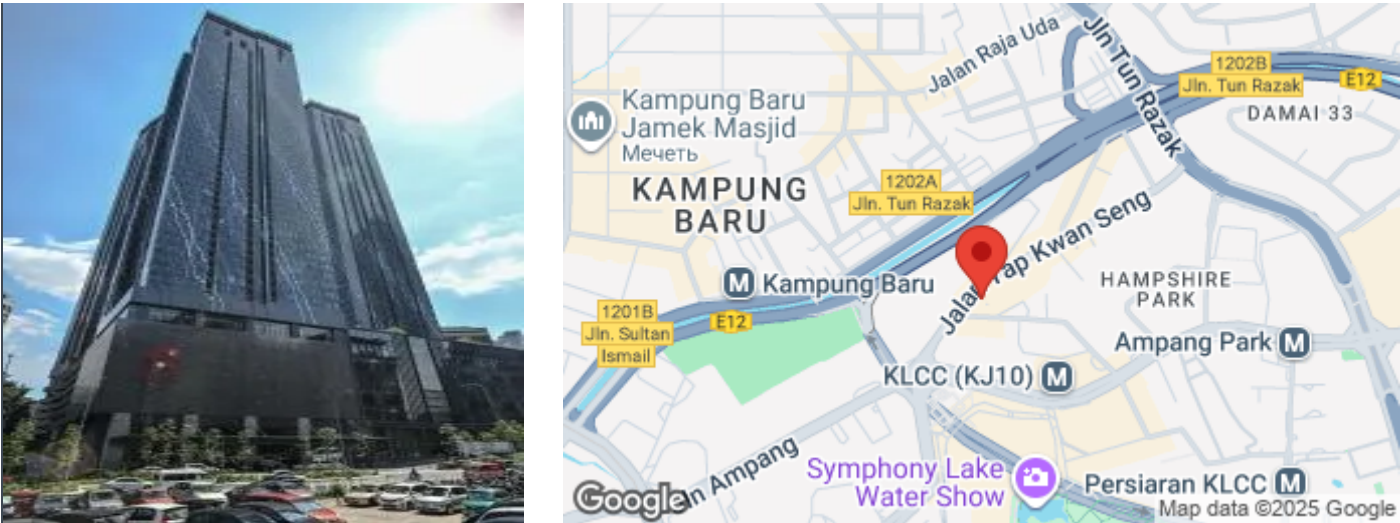 Jalan Raja Uda
Jln Tun Razak
1202B
Jln. Tun Razak
E12
DAMAI 33
Kampung Baru
Jamek Masjid
Мечеть
KAMPUNG
BARU
1202A
Jln. Tun Razak
Jalan Yap Kwan Seng
Kampung Baru
HAMPSHIRE
PARK
1201B
Jln. Sultan
Ismail
E12
Ampang Park
KLCC (KJ10)
Ampang
Symphony Lake
Water Show
Persiaran KLCC
Google
Map data ©2025 Google